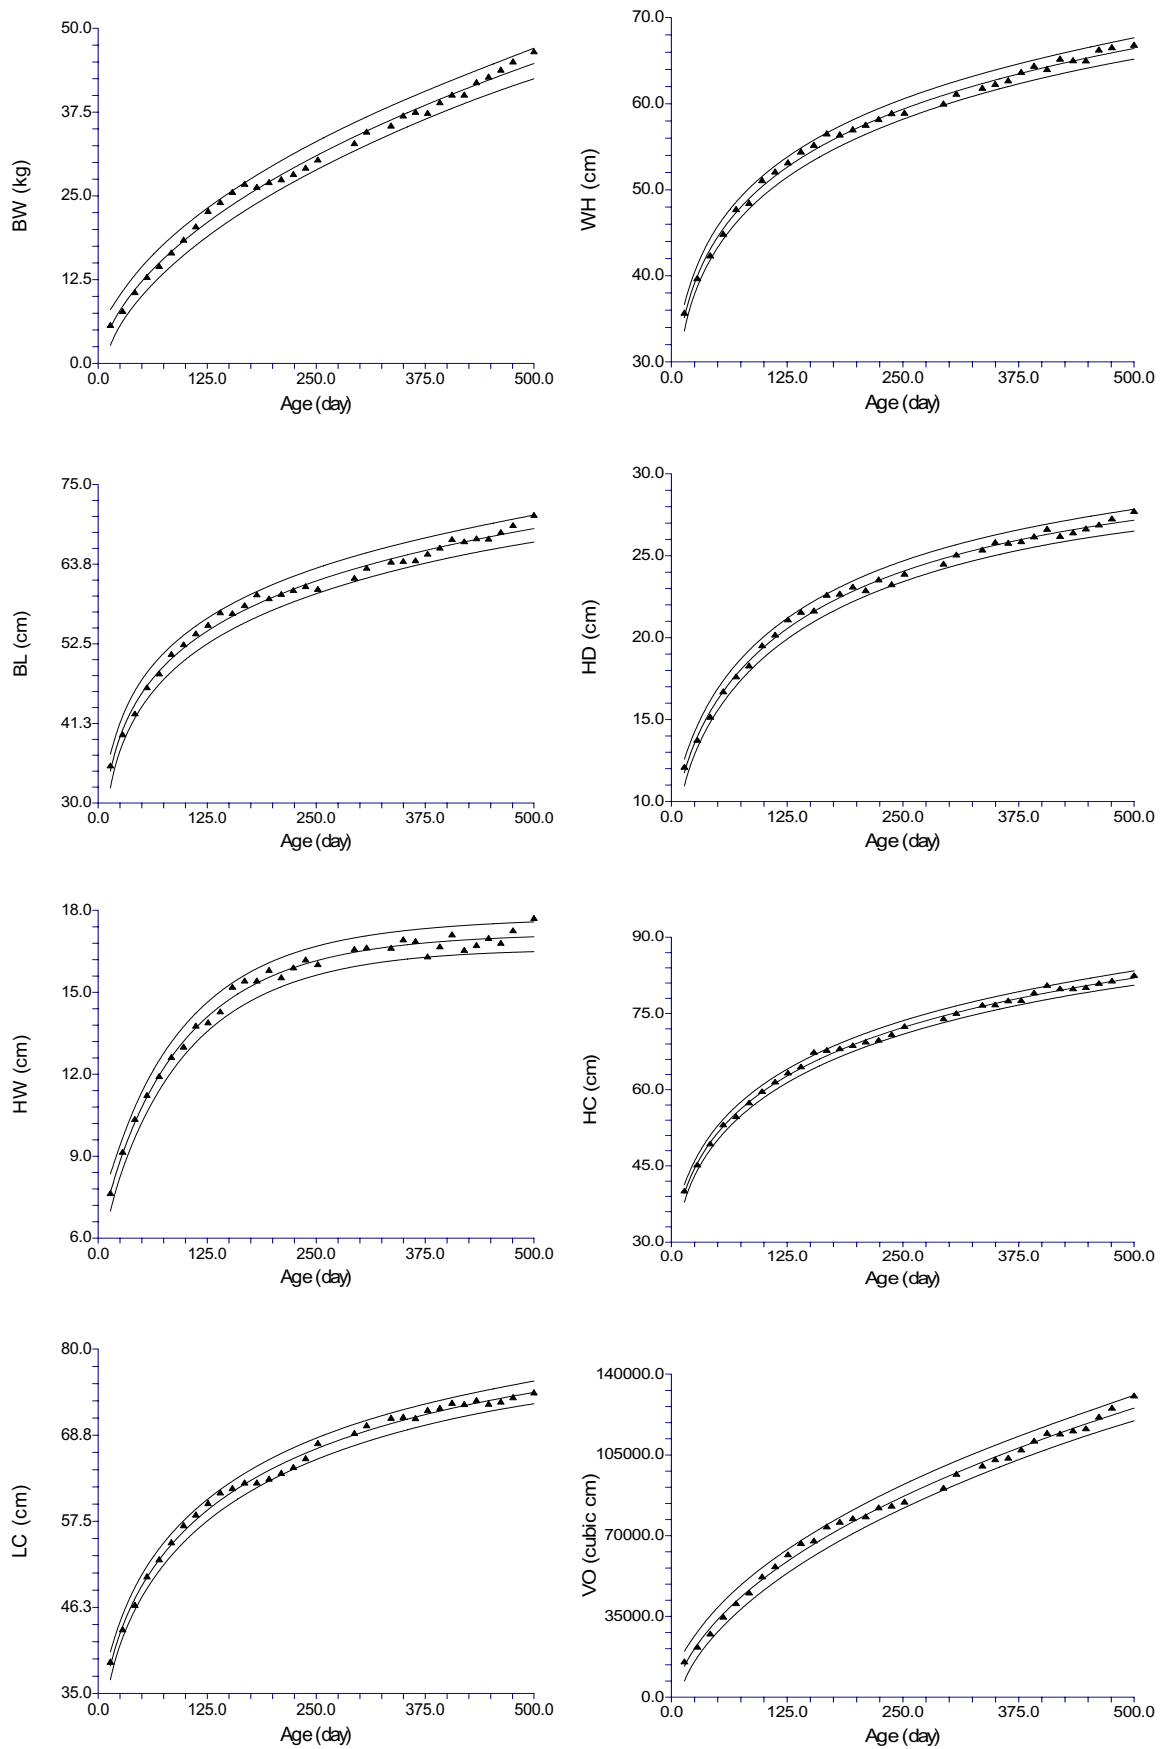 50.0
37.5
25.0
12.5
0.0
BW (kg)
0.0 125.0 250.0 375.0 500.0
Age (day)
70.0
60.0
50.0
40.0
30.0
WH (cm)
0.0 125.0 250.0 375.0 500.0
Age (day)
75.0
63.8
52.5
41.3
30.0
BL (cm)
0.0 125.0 250.0 375.0 500.0
Age (day)
30.0
25.0
20.0
15.0
10.0
HD (cm)
0.0 125.0 250.0 375.0 500.0
Age (day)
18.0
15.0
12.0
9.0
6.0
HW (cm)
0.0 125.0 250.0 375.0 500.0
Age (day)
90.0
75.0
60.0
45.0
30.0
HC (cm)
0.0 125.0 250.0 375.0 500.0
Age (day)
80.0
68.8
57.5
46.3
35.0
LC (cm)
0.0 125.0 250.0 375.0 500.0
Age (day)
140000.0
105000.0
70000.0
35000.0
0.0
VO (cubic cm)
0.0 125.0 250.0 375.0 500.0
Age (day)